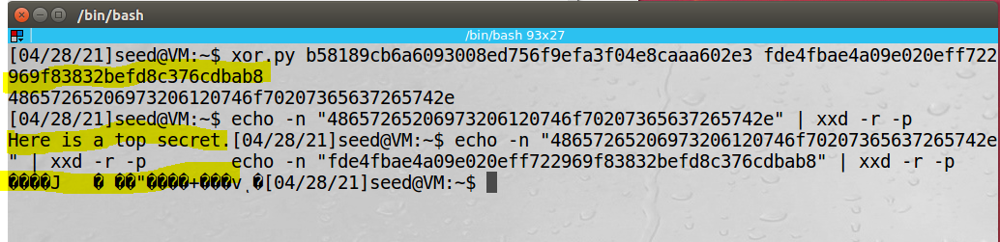 /bin/bash
/bin/bash 93x27
[04/28/21]seed@VM:~$ xor.py b58189cb6a6093008ed756f9efa3f04e8caaa602e3 fde4fbae4a09e020eff722
969f83832befd8c376cdbab8
48657265206973206120746f70207365637265742e
[04/28/21]seed@VM:~$ echo -n "48657265206973206120746f70207365637265742e" | xxd -r -p
Here is a top secret.[04/28/21]seed@VM:~$ echo -n "48657265206973206120746f70207365637265742e
" | xxd -r -p echo -n "fde4fbae4a09e020eff722969f83832befd8c376cdbab8" | xxd -r -p
����J � ��"����+���v˛�[04/28/21]seed@VM:~$